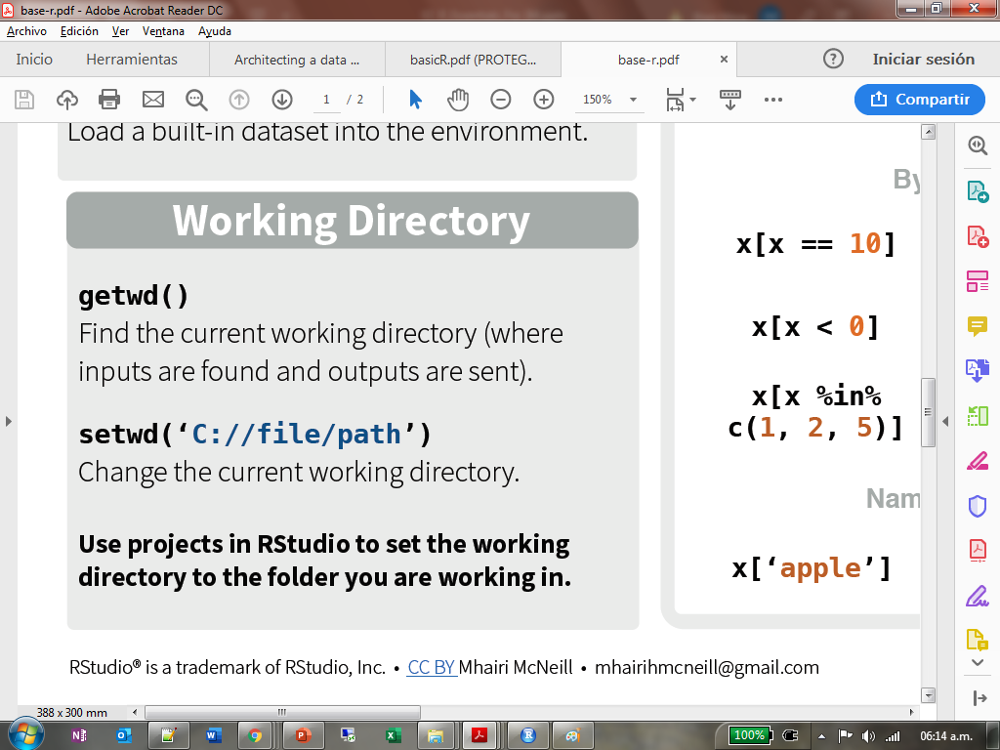 base-r.pdf - Adobe Acrobat Reader DC
Archivo Edición Ver Ventana Ayuda
Inicio Herramientas Architecting a data ... basicR.pdf (PROTEG... base-r.pdf × ? Iniciar sesión
1 / 2 150% Compartir
Load a built-in dataset into the environment.
Working Directory
getwd()
Find the current working directory (where
inputs are found and outputs are sent).
setwd(‘C://file/path’)
Change the current working directory.
Use projects in RStudio to set the working
directory to the folder you are working in.
By
x[x == 10]
x[x < 0]
x[x %in%
c(1, 2, 5)]
Nam
x[‘apple’]
RStudio® is a trademark of RStudio, Inc. • CC BY Mhairi McNeill • mhairihmcneill@gmail.com
388 x 300 mm
100% 06:14 a.m.